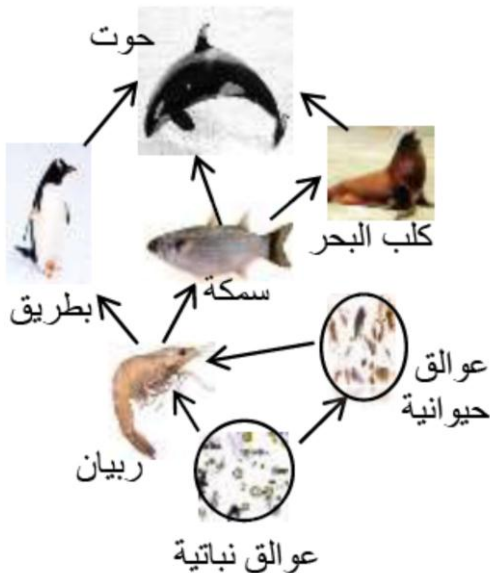 حوت
كلب البحر
سمكة
بطريق
عوالق
حيوانية
ربيان
عوالق نباتية